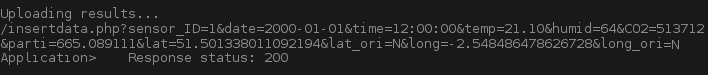 Uploading results...
/insertdata.php?sensor_ID=1&date=2000-01-01&time=12:00:00&temp=21.10&humid=64&CO2=513712
&parti=665.089111&lat=51.501338011092194&lat_ori=N&long=-2.548486478626728&long_ori=N
Application>    Response status: 200